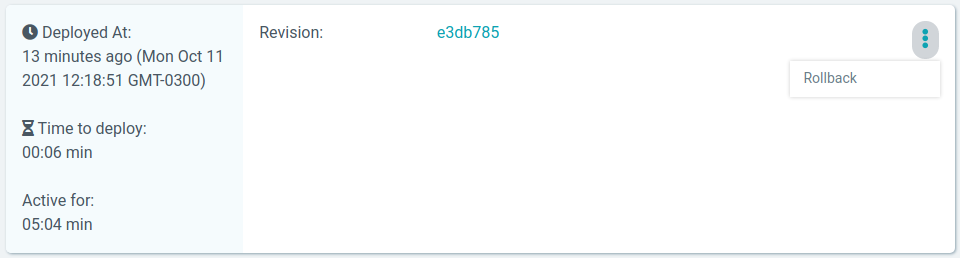 Deployed At:
13 minutes ago (Mon Oct 11
2021 12:18:51 GMT-0300)
Time to deploy:
00:06 min
Active for:
05:04 min
Revision: e3db785
Rollback